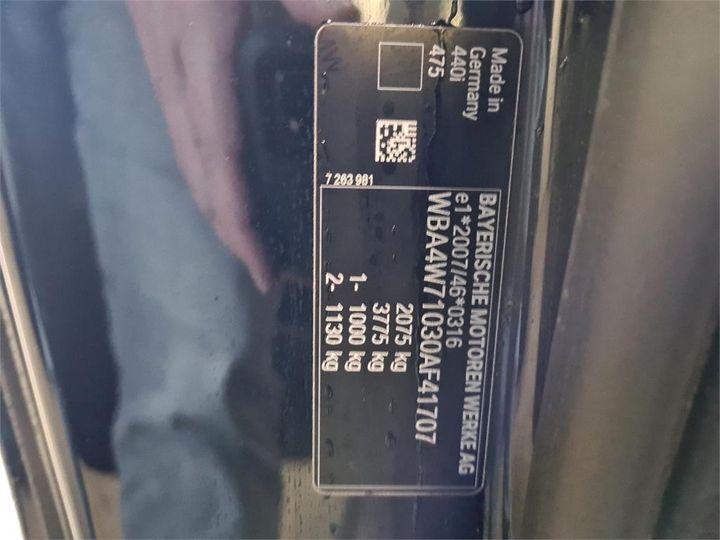 Made in
Germany
440i
475
7 263 981
BAYERISCHE MOTOREN WERKE AG
e1*2007/46*0316
WBA4W71030AF41707
2075 kg
3775 kg
1- 1000 kg
2- 1130 kg